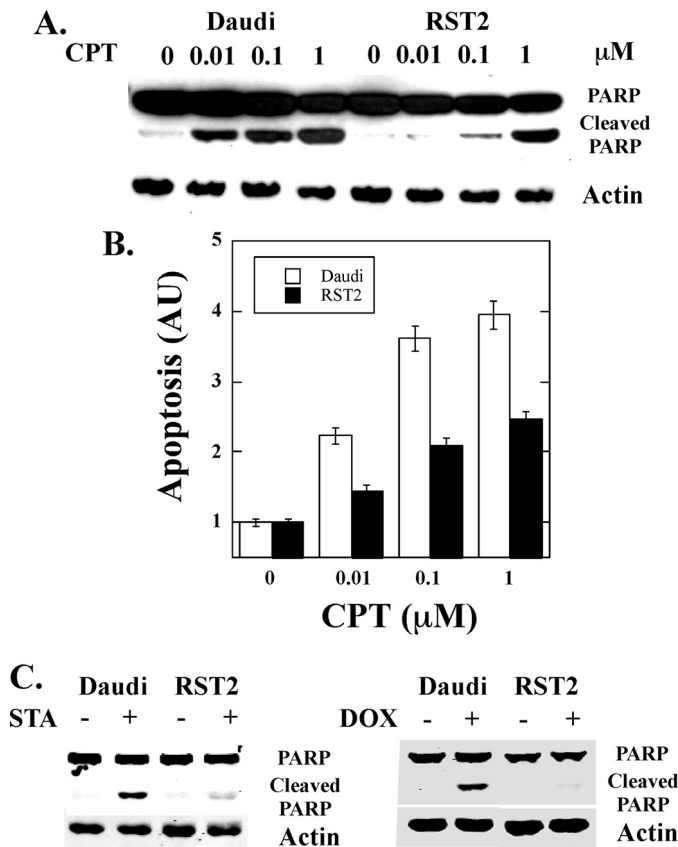 A.
Daudi RST2
CPT 0 0.01 0.1 1 0 0.01 0.1 1 μM
PARP
Cleaved
PARP
Actin
B.
Daudi
RST2
Apoptosis (AU)
5
4
3
2
1
0 0.01 0.1 1
CPT (μM)
C.
Daudi RST2
STA - + - +
PARP
Cleaved
PARP
Actin
Daudi RST2
DOX - + - +
PARP
Cleaved
PARP
Actin